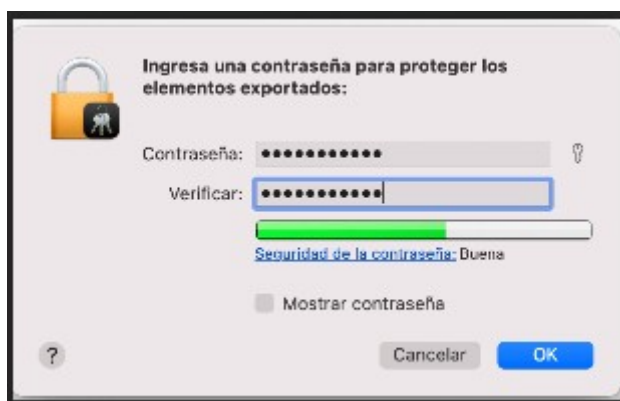 Ingresa una contraseña para proteger los
elementos exportados:
Contraseña: •••••••••••
Verificar: •••••••••••
Seguridad de la contraseña: Buena
Mostrar contraseña
? Cancelar OK